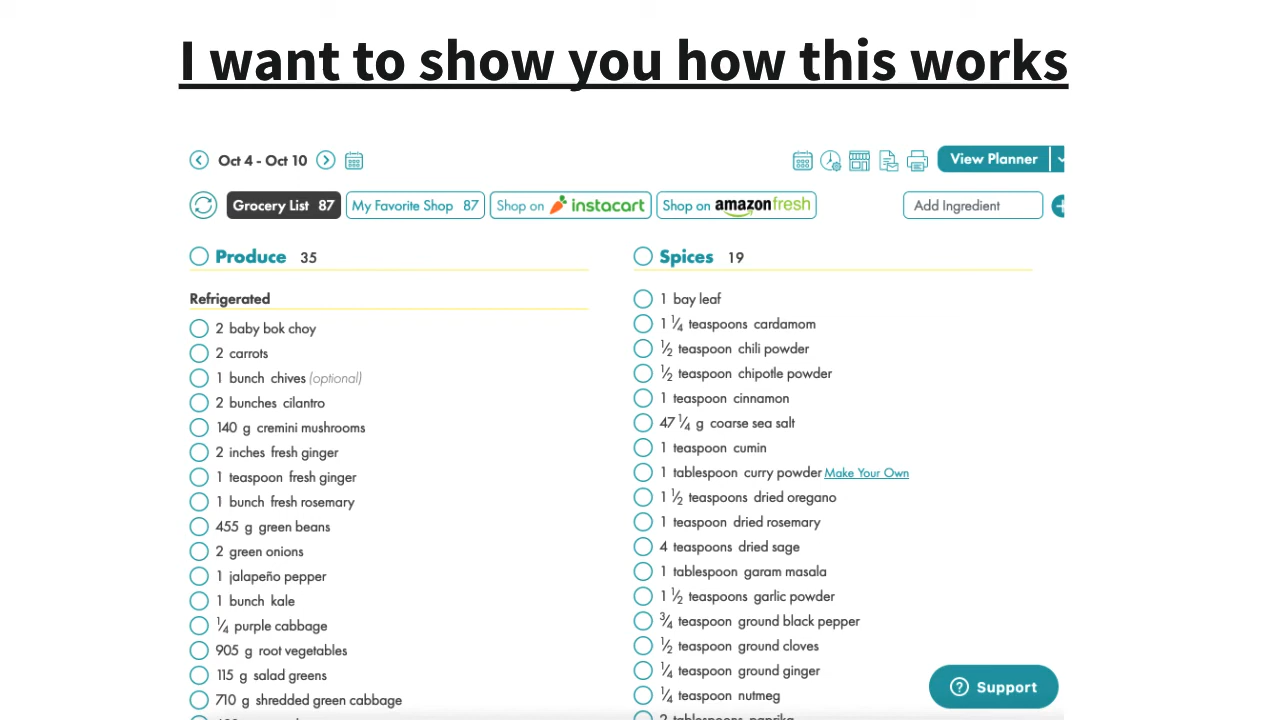 I want to show you how this works
Oct 4 - Oct 10
View Planner
Grocery List 87
My Favorite Shop 87
Shop on instacart
Shop on amazonfresh
Add Ingredient
Produce 35
Refrigerated
2 baby bok choy
2 carrots
1 bunch chives (optional)
2 bunches cilantro
140 g cremini mushrooms
2 inches fresh ginger
1 teaspoon fresh ginger
1 bunch fresh rosemary
455 g green beans
2 green onions
1 jalapeño pepper
1 bunch kale
1/4 purple cabbage
905 g root vegetables
115 g salad greens
710 g shredded green cabbage
Spices 19
1 bay leaf
1 1/4 teaspoons cardamom
1/2 teaspoon chili powder
1/2 teaspoon chipotle powder
1 teaspoon cinnamon
47 1/4 g coarse sea salt
1 teaspoon cumin
1 tablespoon curry powder Make Your Own
1 1/2 teaspoons dried oregano
1 teaspoon dried rosemary
4 teaspoons dried sage
1 tablespoon garam masala
1 1/2 teaspoons garlic powder
3/4 teaspoon ground black pepper
1/2 teaspoon ground cloves
1/4 teaspoon ground ginger
1/4 teaspoon nutmeg
2 tablespoons paprika
Support